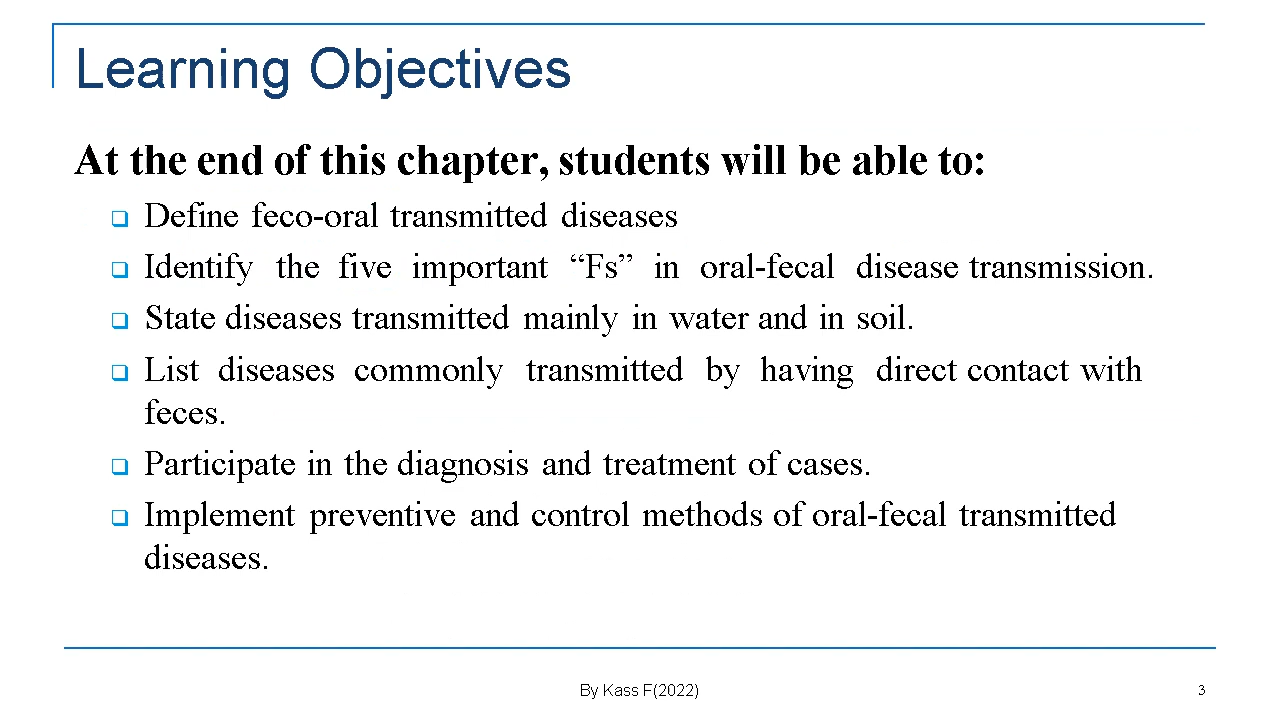 Learning Objectives
At the end of this chapter, students will be able to:
❑ Define feco-oral transmitted diseases
❑ Identify the five important “Fs” in oral-fecal disease transmission.
❑ State diseases transmitted mainly in water and in soil.
❑ List diseases commonly transmitted by having direct contact with
feces.
❑ Participate in the diagnosis and treatment of cases.
❑ Implement preventive and control methods of oral-fecal transmitted
diseases.
By Kass F(2022)
3